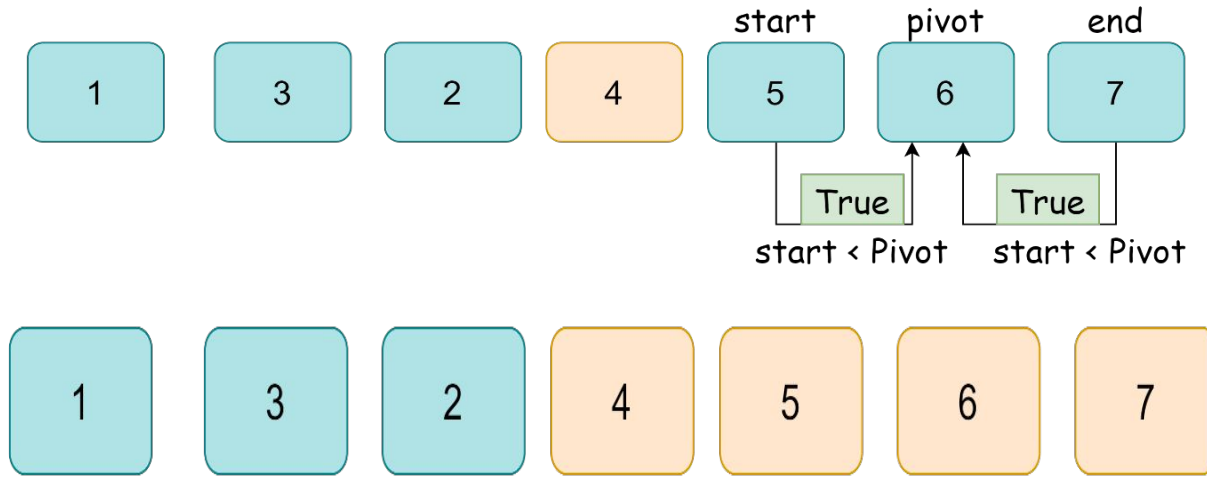 start pivot end
1 3 2 4 5 6 7
True True
start < Pivot start < Pivot
1 3 2 4 5 6 7